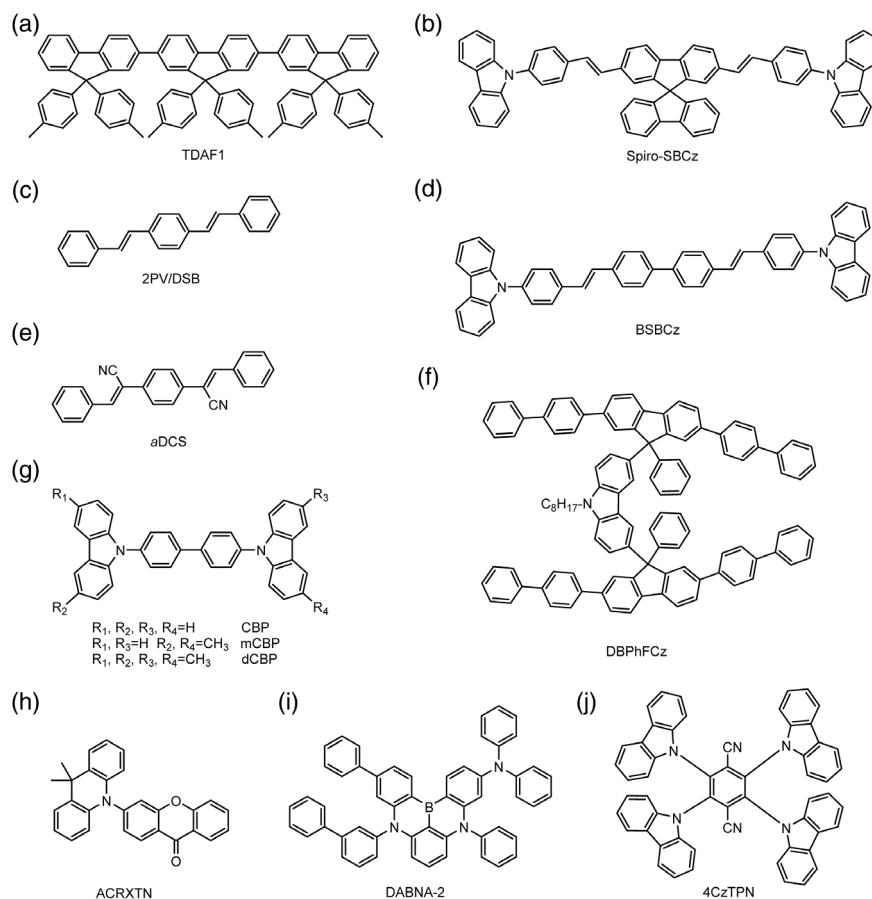 (a)
TDAF1
(b)
N
N
Spiro-SBCz
(c)
2PV/DSB
(d)
N
N
BSBCz
(e)
NC
CN
aDCS
(f)
C8H17-N
DBPhFCz
(g)
R1
R3
N
N
R2
R4
R1, R2, R3, R4=H CBP
R1, R3=H R2, R4=CH3 mCBP
R1, R2, R3, R4=CH3 dCBP
(h)
N
O
O
ACRXTN
(i)
N
B
N
N
DABNA-2
(j)
N
CN
N
N
CN
N
4CzTPN